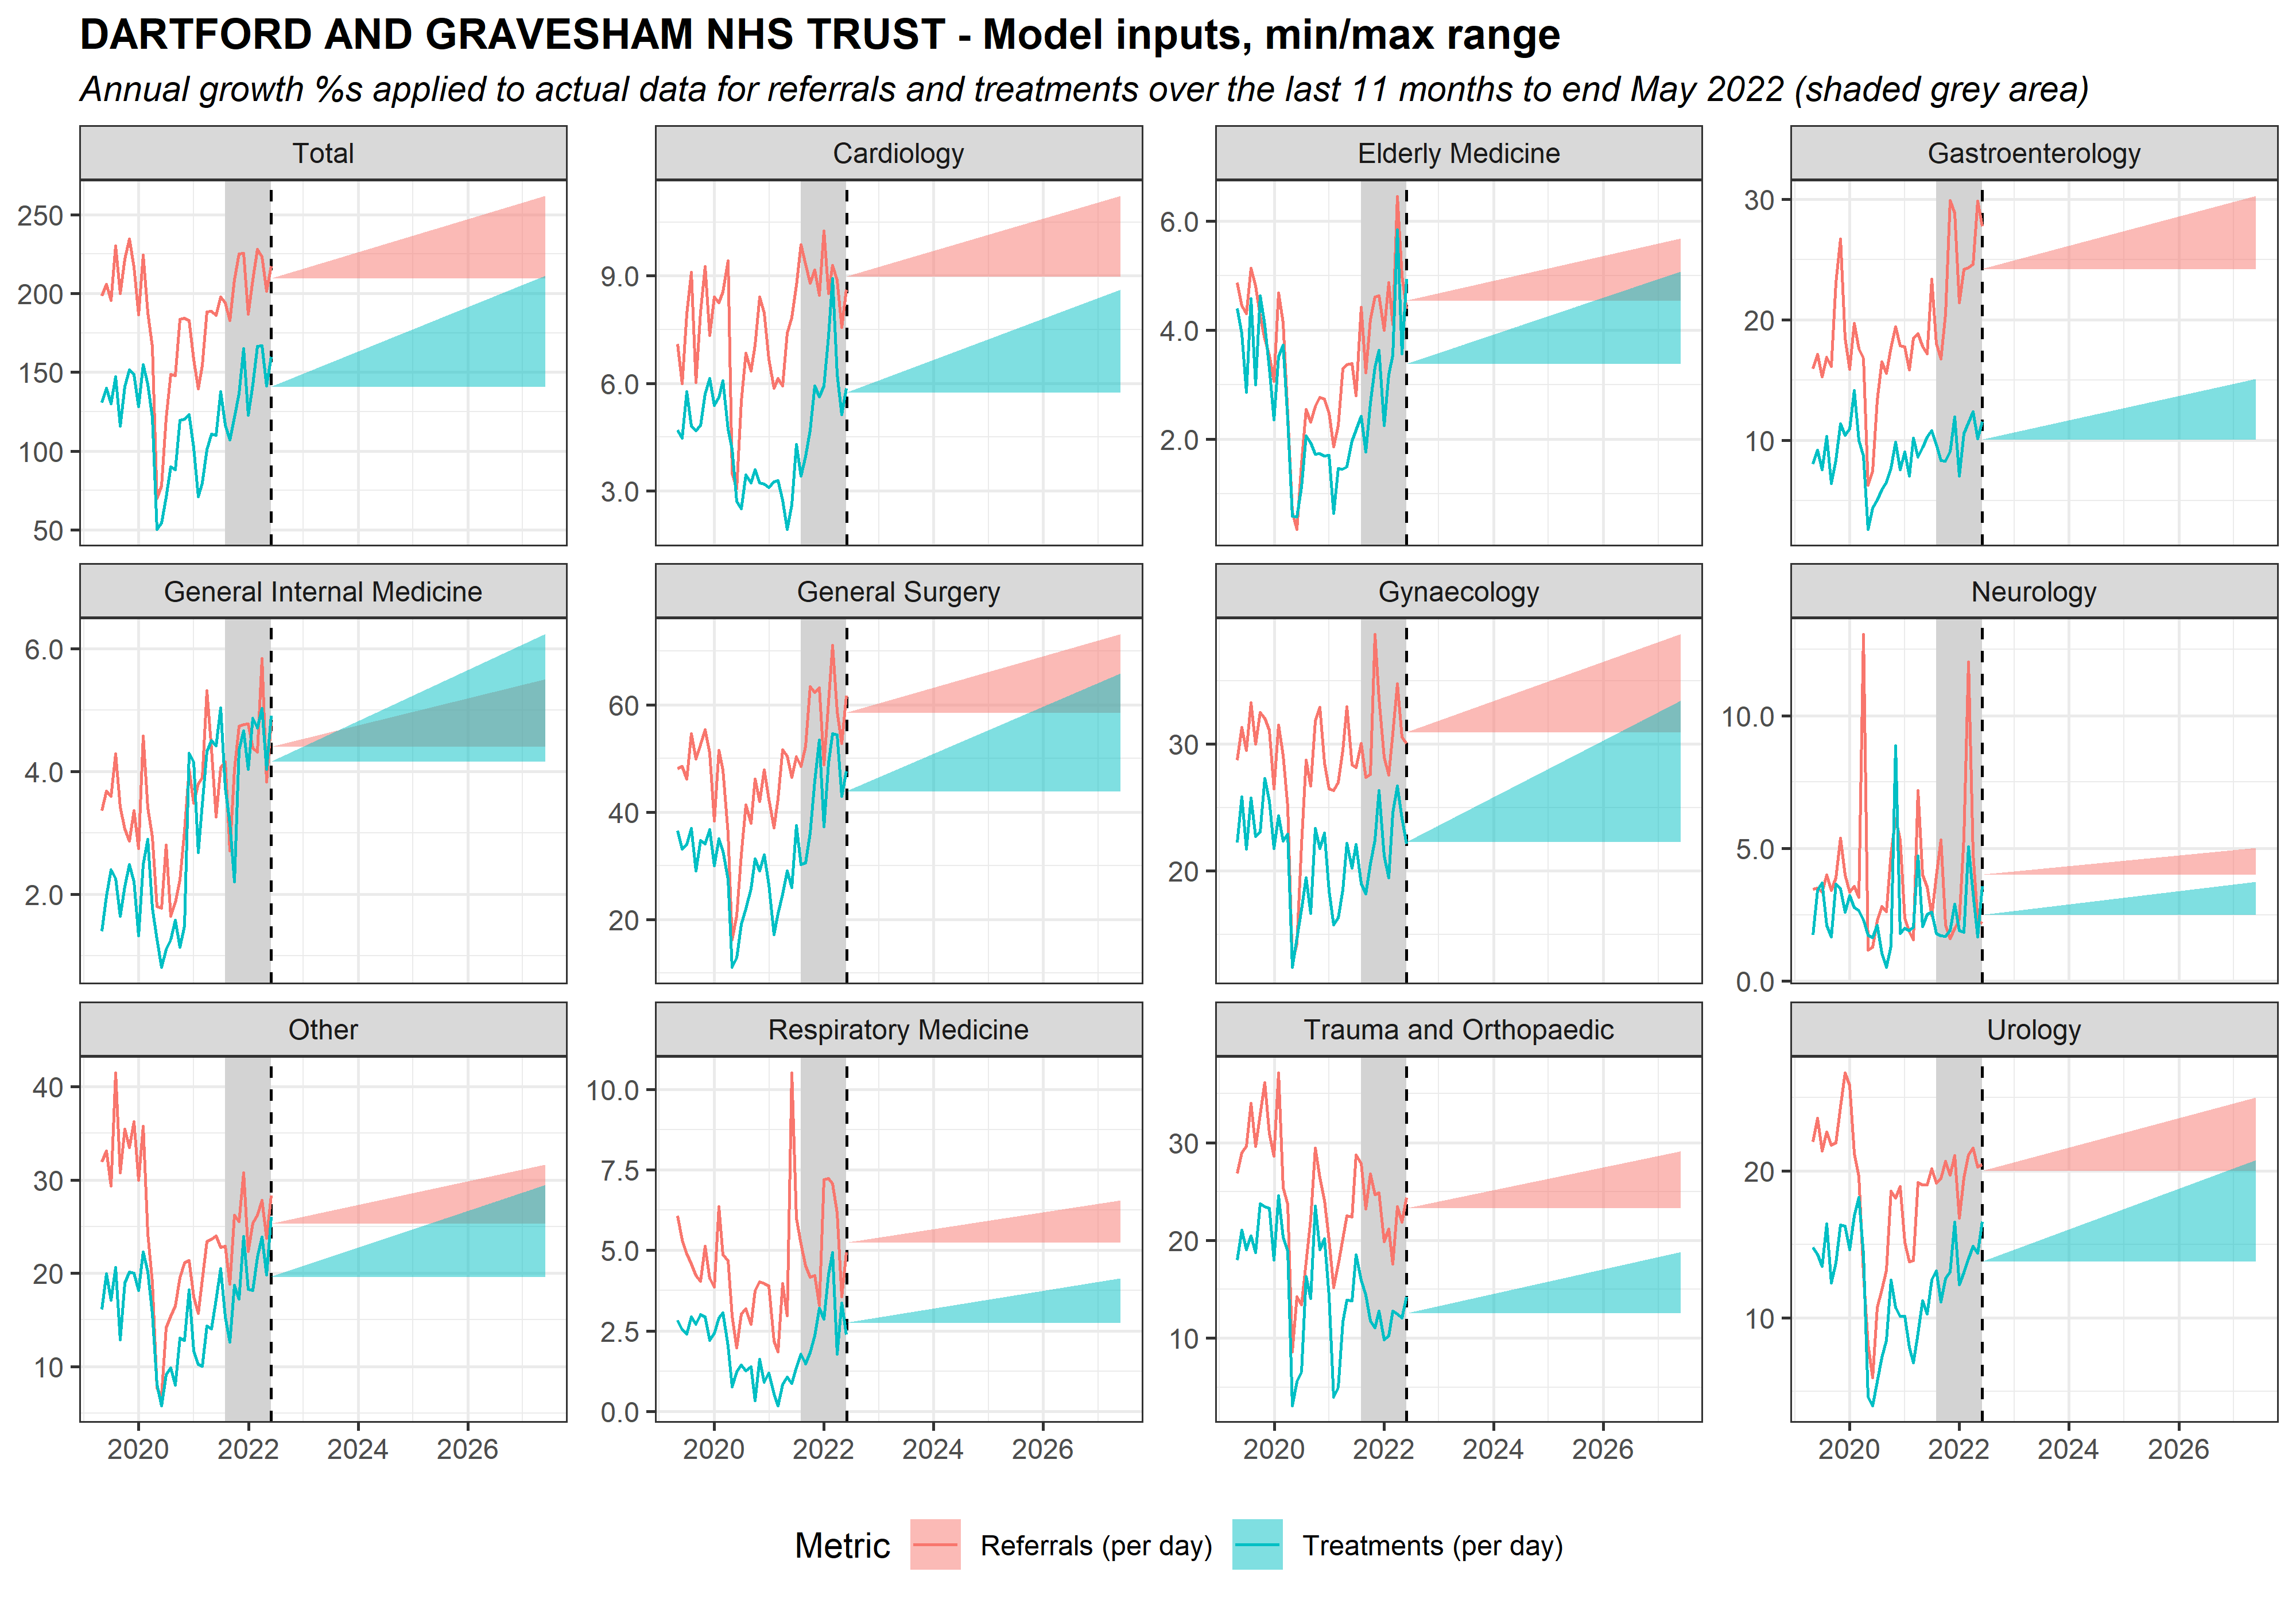 DARTFORD AND GRAVESHAM NHS TRUST - Model inputs, min/max range
Annual growth %s applied to actual data for referrals and treatments over the last 11 months to end May 2022 (shaded grey area)
Total
Cardiology
Elderly Medicine
Gastroenterology
250
200
150
100
50
9.0
6.0
3.0
6.0
4.0
2.0
30
20
10
General Internal Medicine
General Surgery
Gynaecology
Neurology
6.0
4.0
2.0
60
40
20
30
20
10.0
5.0
0.0
Other
Respiratory Medicine
Trauma and Orthopaedic
Urology
40
30
20
10
10.0
7.5
5.0
2.5
0.0
30
20
10
20
10
2020 2022 2024 2026
2020 2022 2024 2026
2020 2022 2024 2026
2020 2022 2024 2026
Metric Referrals (per day) Treatments (per day)